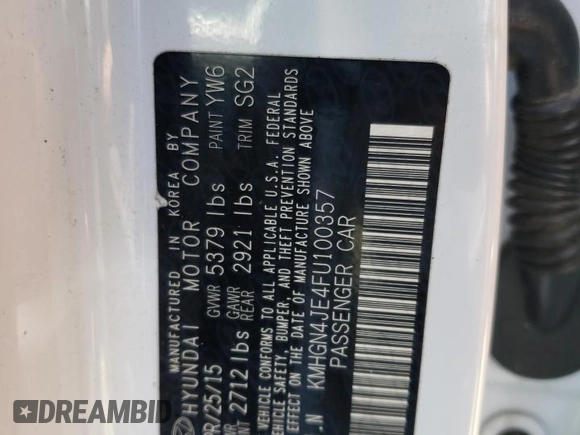 MANUFACTURED IN KOREA BY
HYUNDAI MOTOR COMPANY
PR/25/15 GVWR 5379 lbs PAINT YW6
2712 lbs GAWR REAR 2921 lbs TRIM SG2
VEHICLE CONFORMS TO ALL APPLICABLE U.S.A. FEDERAL
VEHICLE SAFETY, BUMPER, AND THEFT PREVENTION STANDARDS
EFFECT ON THE DATE OF MANUFACTURE SHOWN ABOVE
.N KMHGN4JE4FU100357
PASSENGER CAR
DREAMBID